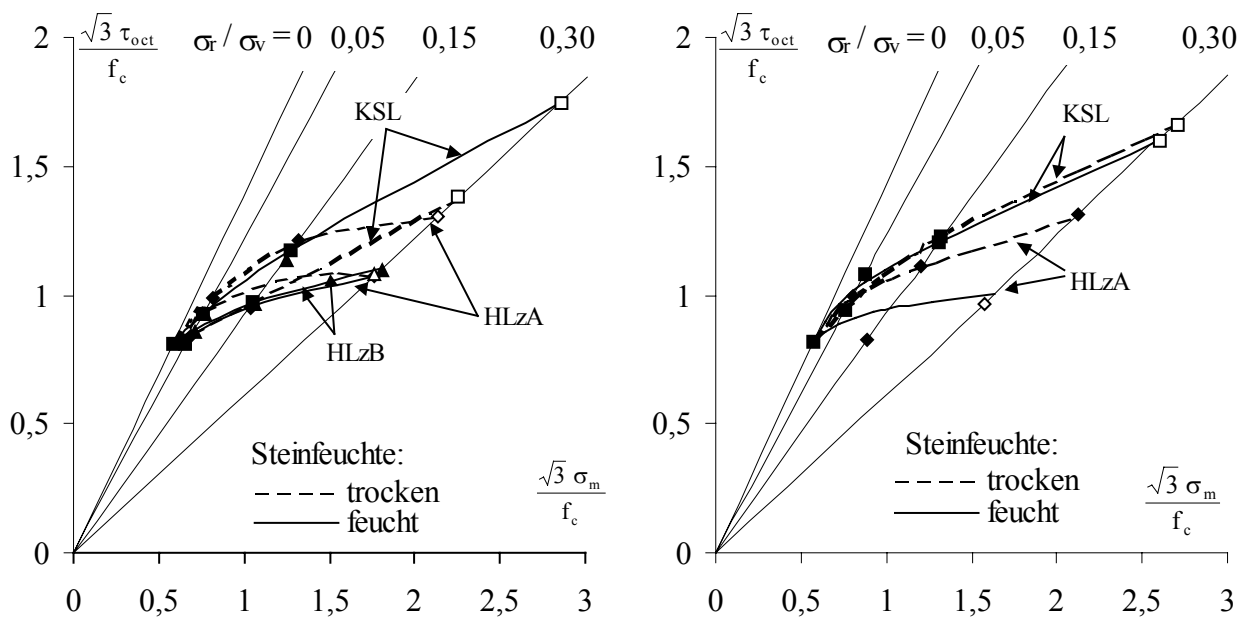 2
√3 τoct
fc
σr / σv = 0 0,05 0,15 0,30
KSL
1,5
1
HLzA
HLzB
0,5
Steinfeuchte:
trocken
feucht
√3 σm
fc
0
0 0,5 1 1,5 2 2,5 3
2
√3 τoct
fc
σr / σv = 0 0,05 0,15 0,30
KSL
1,5
1
HLzA
0,5
Steinfeuchte:
trocken
feucht
√3 σm
fc
0
0 0.5 1 1.5 2 2.5 3